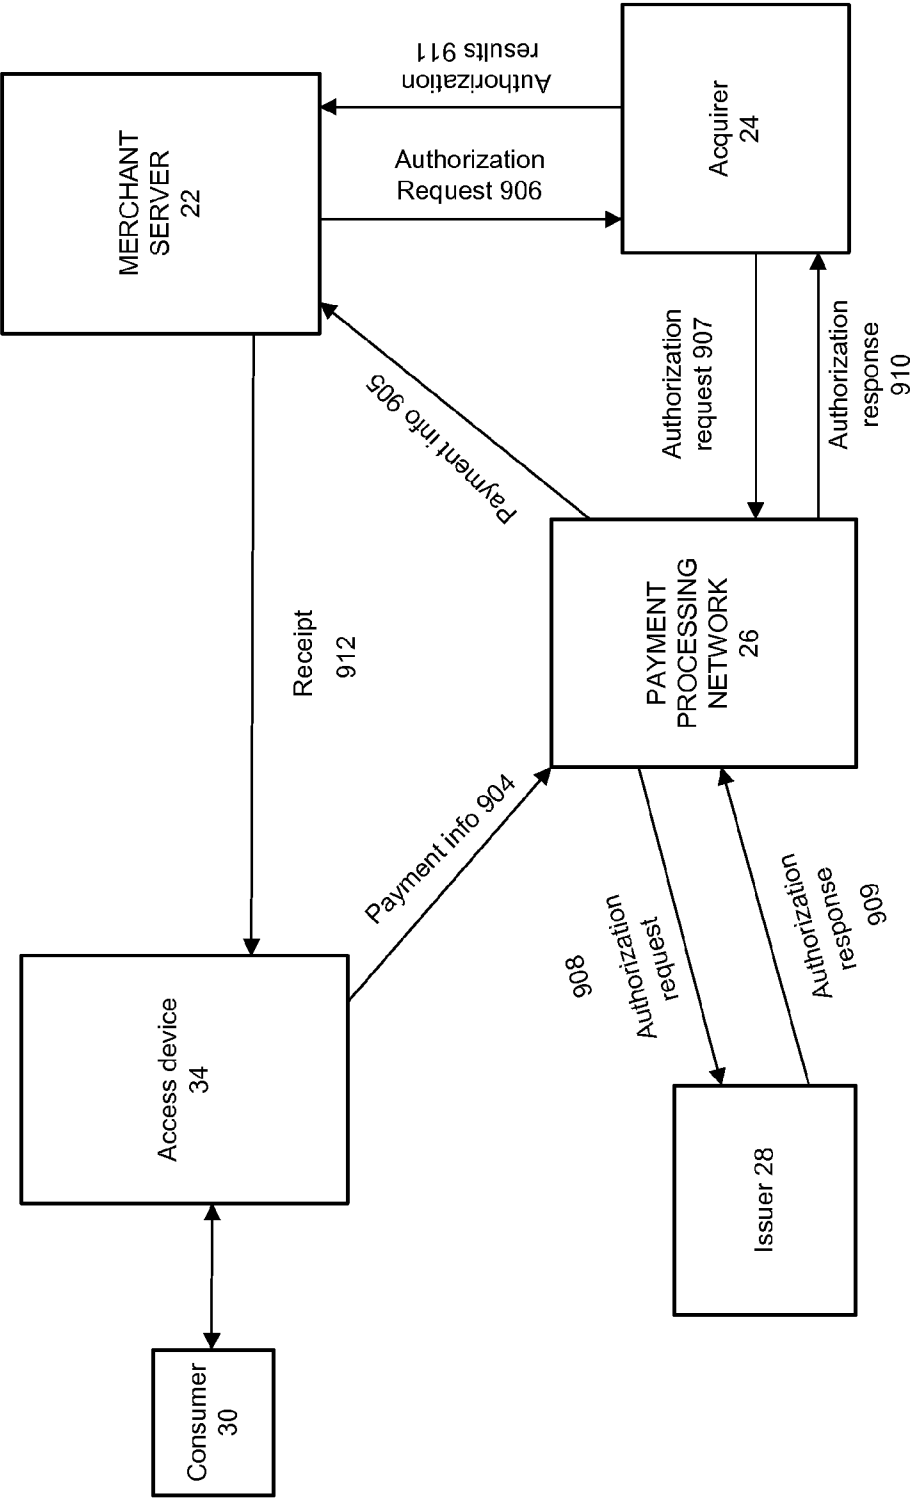 Consumer
30
Access device
34
MERCHANT
SERVER
22
Receipt
912
Payment info 904
Payment info 905
Authorization
Request 906
Authorization
results 911
Acquirer
24
Authorization
request 907
Authorization
response
910
PAYMENT
PROCESSING
NETWORK
26
908
Authorization
request
Authorization
response
909
Issuer 28